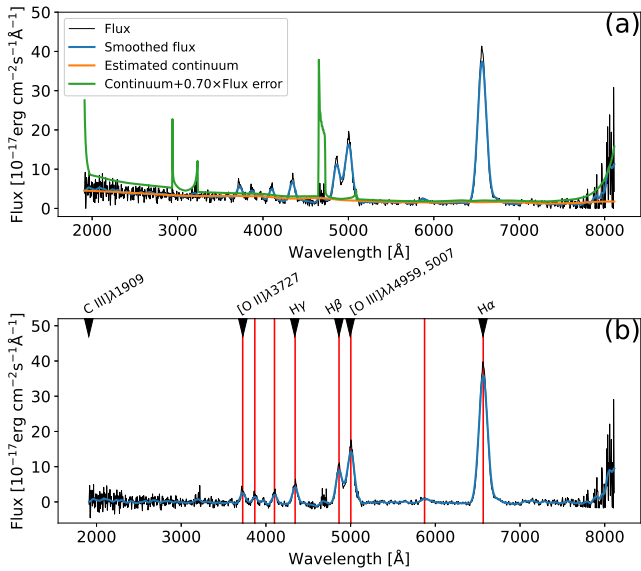 (a)
Flux
Smoothed flux
Estimated continuum
Continuum+0.70×Flux error
50
40
30
20
10
0
Flux [10⁻¹⁷erg cm⁻²s⁻¹Å⁻¹]
2000 3000 4000 5000 6000 7000 8000
Wavelength [Å]
C III]λ1909 [O II]λ3727 Hγ Hβ [O III]λλ4959, 5007 Hα
(b)
50
40
30
20
10
0
Flux [10⁻¹⁷erg cm⁻²s⁻¹Å⁻¹]
2000 3000 4000 5000 6000 7000 8000
Wavelength [Å]